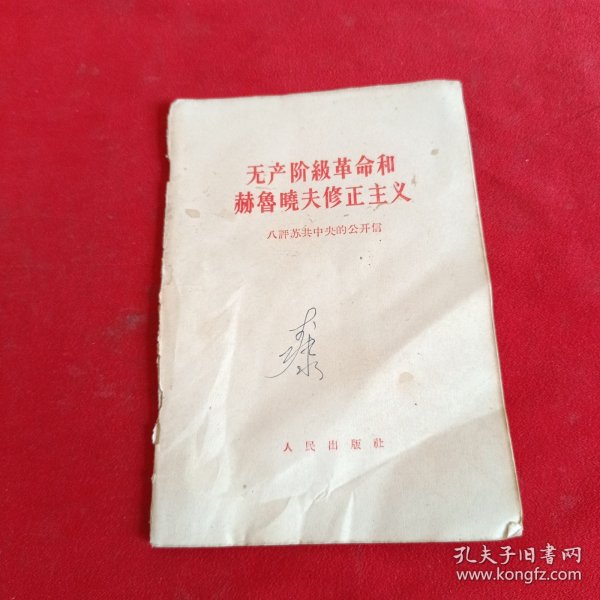 无产阶級革命和
赫魯曉夫修正主义
八評苏共中央的公开信
人民出版社
孔夫子旧书网
www.kongfz.com